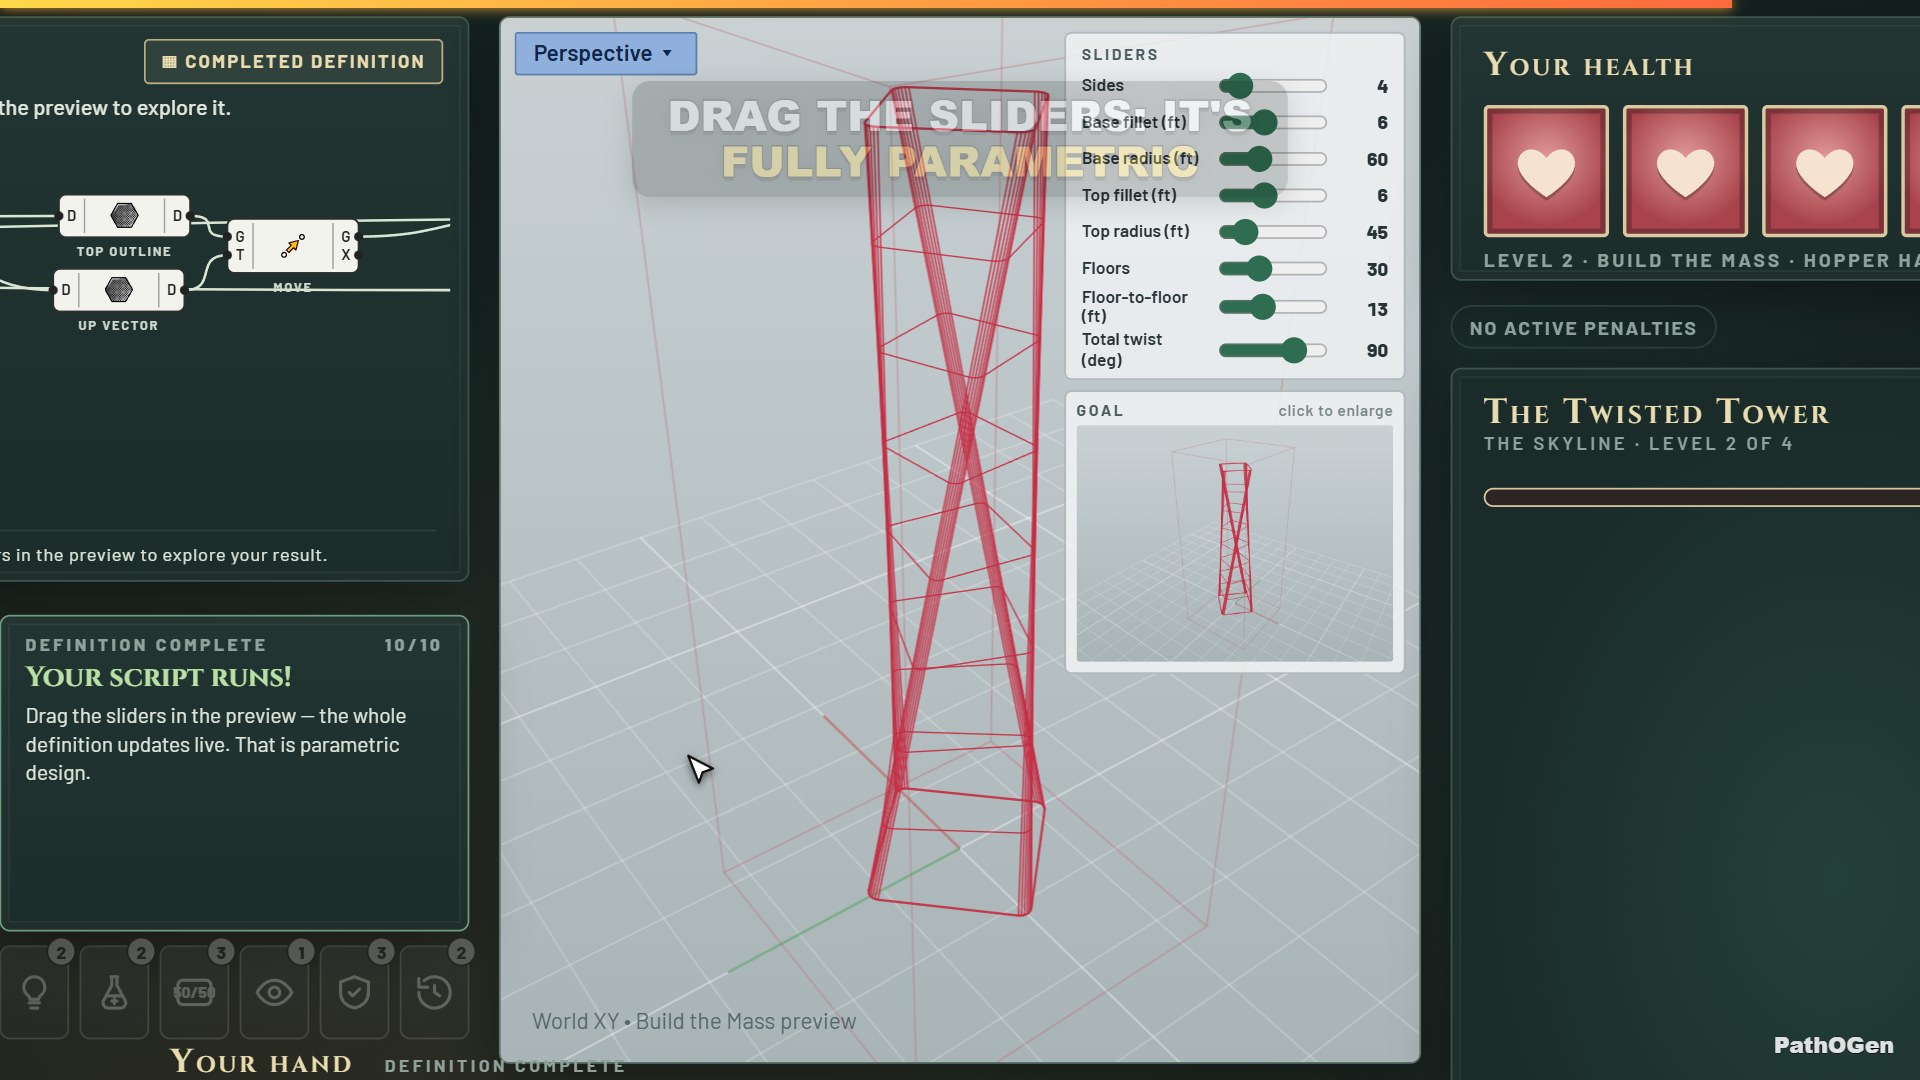 COMPLETED DEFINITION
the preview to explore it.
D D
TOP OUTLINE
G G
T X
MOVE
D D
UP VECTOR
rs in the preview to explore your result.
DEFINITION COMPLETE 10/10
YOUR SCRIPT RUNS!
Drag the sliders in the preview — the whole
definition updates live. That is parametric
design.
2 2 3 1 3 2
50/50
YOUR HAND DEFINITION COMPLETE
Perspective
DRAG THE SLIDERS: IT'S
FULLY PARAMETRIC
SLIDERS
Sides 4
Base fillet (ft) 6
Base radius (ft) 60
Top fillet (ft) 6
Top radius (ft) 45
Floors 30
Floor-to-floor
(ft) 13
Total twist
(deg) 90
GOAL click to enlarge
World XY • Build the Mass preview
YOUR HEALTH
LEVEL 2 · BUILD THE MASS · HOPPER HA
NO ACTIVE PENALTIES
THE TWISTED TOWER
THE SKYLINE · LEVEL 2 OF 4
PathOGen